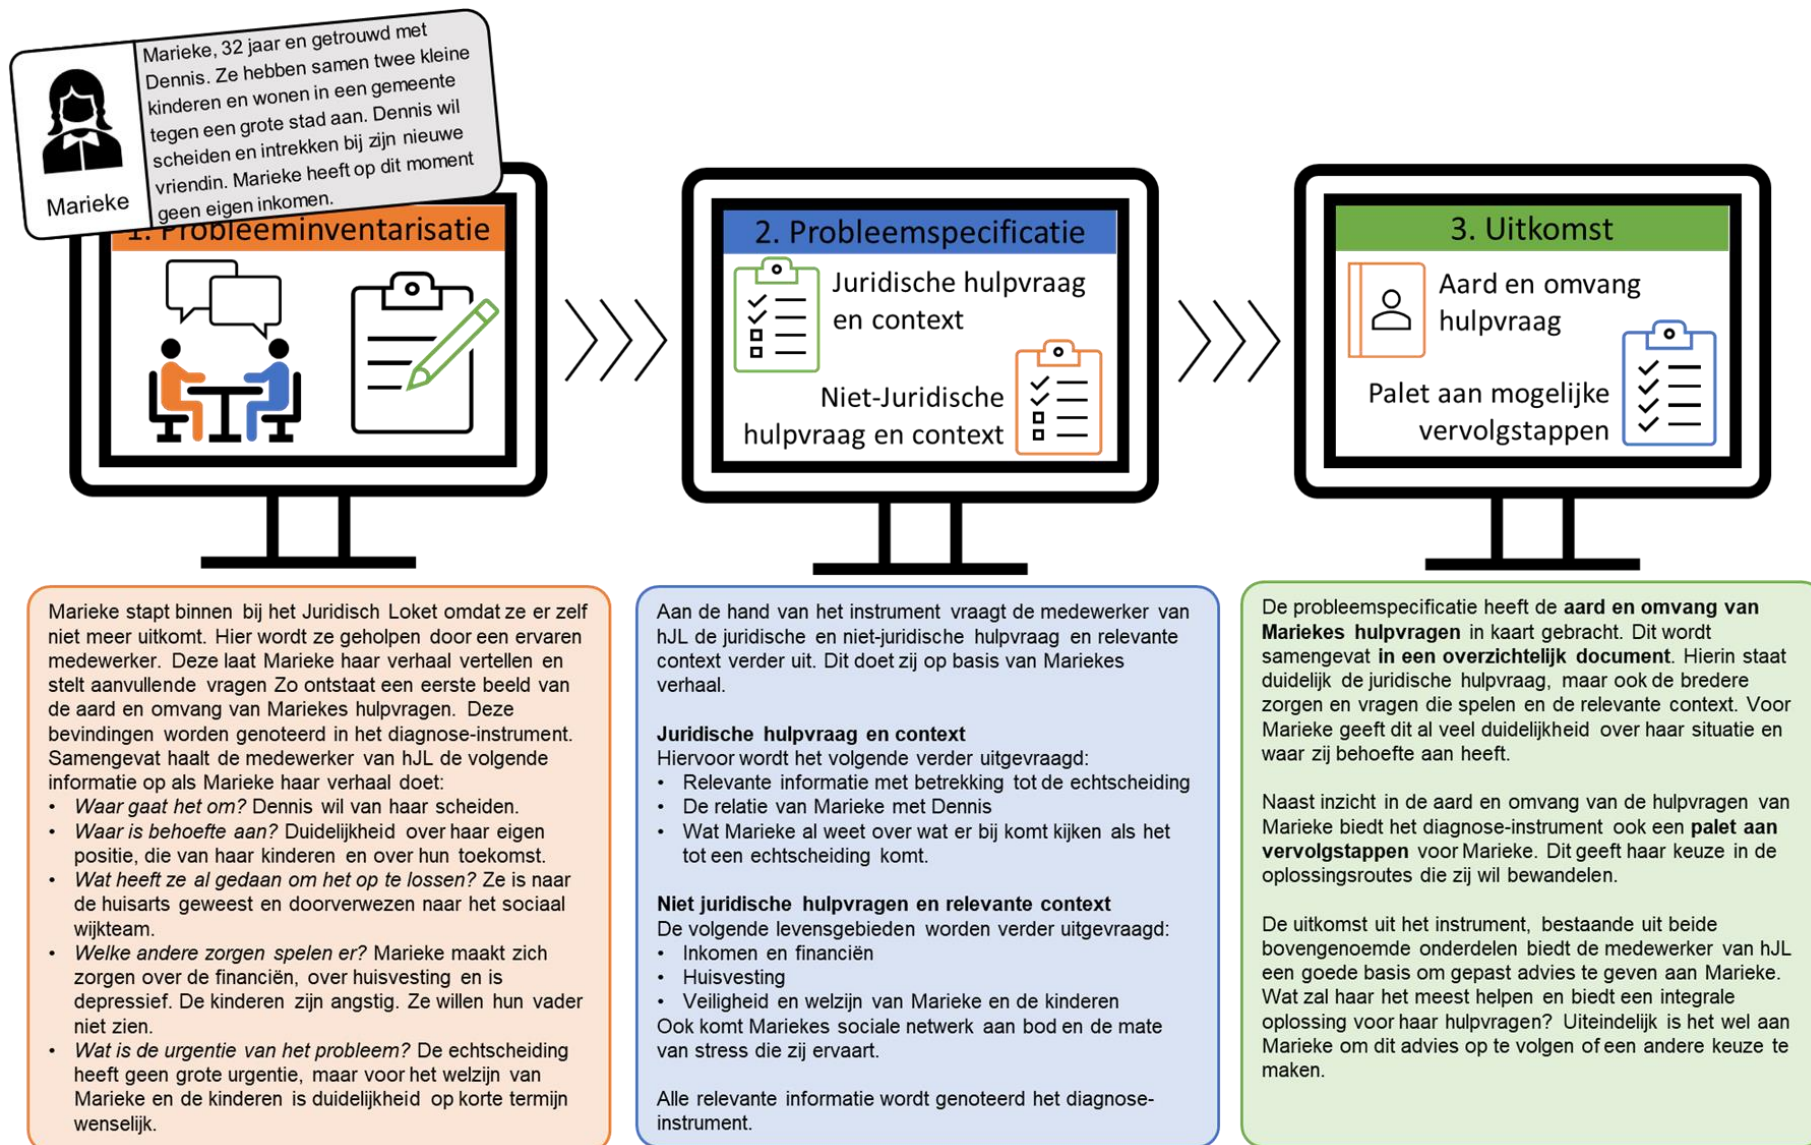 Marieke
Marieke, 32 jaar en getrouwd met
Dennis. Ze hebben samen twee kleine
kinderen en wonen in een gemeente
tegen een grote stad aan. Dennis wil
scheiden en intrekken bij zijn nieuwe
vriendin. Marieke heeft op dit moment
geen eigen inkomen.
1. Probleeminventarisatie
2. Probleemspecificatie
Juridische hulpvraag
en context
Niet-Juridische
hulpvraag en context
3. Uitkomst
Aard en omvang
hulpvraag
Palet aan mogelijke
vervolgstappen
Marieke stapt binnen bij het Juridisch Loket omdat ze er zelf
niet meer uitkomt. Hier wordt ze geholpen door een ervaren
medewerker. Deze laat Marieke haar verhaal vertellen en
stelt aanvullende vragen Zo ontstaat een eerste beeld van
de aard en omvang van Mariekes hulpvragen. Deze
bevindingen worden genoteerd in het diagnose-instrument.
Samengevat haalt de medewerker van hJL de volgende
informatie op als Marieke haar verhaal doet:
• Waar gaat het om? Dennis wil van haar scheiden.
• Waar is behoefte aan? Duidelijkheid over haar eigen
positie, die van haar kinderen en over hun toekomst.
• Wat heeft ze al gedaan om het op te lossen? Ze is naar
de huisarts geweest en doorverwezen naar het sociaal
wijkteam.
• Welke andere zorgen spelen er? Marieke maakt zich
zorgen over de financiën, over huisvesting en is
depressief. De kinderen zijn angstig. Ze willen hun vader
niet zien.
• Wat is de urgentie van het probleem? De echtscheiding
heeft geen grote urgentie, maar voor het welzijn van
Marieke en de kinderen is duidelijkheid op korte termijn
wenselijk.
Aan de hand van het instrument vraagt de medewerker van
hJL de juridische en niet-juridische hulpvraag en relevante
context verder uit. Dit doet zij op basis van Mariekes
verhaal.
Juridische hulpvraag en context
Hiervoor wordt het volgende verder uitgevraagd:
• Relevante informatie met betrekking tot de echtscheiding
• De relatie van Marieke met Dennis
• Wat Marieke al weet over wat er bij komt kijken als het
tot een echtscheiding komt.
Niet juridische hulpvragen en relevante context
De volgende levensgebieden worden verder uitgevraagd:
• Inkomen en financiën
• Huisvesting
• Veiligheid en welzijn van Marieke en de kinderen
Ook komt Mariekes sociale netwerk aan bod en de mate
van stress die zij ervaart.
Alle relevante informatie wordt genoteerd het diagnose-
instrument.
De probleemspecificatie heeft de aard en omvang van
Mariekes hulpvragen in kaart gebracht. Dit wordt
samengevat in een overzichtelijk document. Hierin staat
duidelijk de juridische hulpvraag, maar ook de bredere
zorgen en vragen die spelen en de relevante context. Voor
Marieke geeft dit al veel duidelijkheid over haar situatie en
waar zij behoefte aan heeft.
Naast inzicht in de aard en omvang van de hulpvragen van
Marieke biedt het diagnose-instrument ook een palet aan
vervolgstappen voor Marieke. Dit geeft haar keuze in de
oplossingsroutes die zij wil bewandelen.
De uitkomst uit het instrument, bestaande uit beide
bovengenoemde onderdelen biedt de medewerker van hJL
een goede basis om gepast advies te geven aan Marieke.
Wat zal haar het meest helpen en biedt een integrale
oplossing voor haar hulpvragen? Uiteindelijk is het wel aan
Marieke om dit advies op te volgen of een andere keuze te
maken.